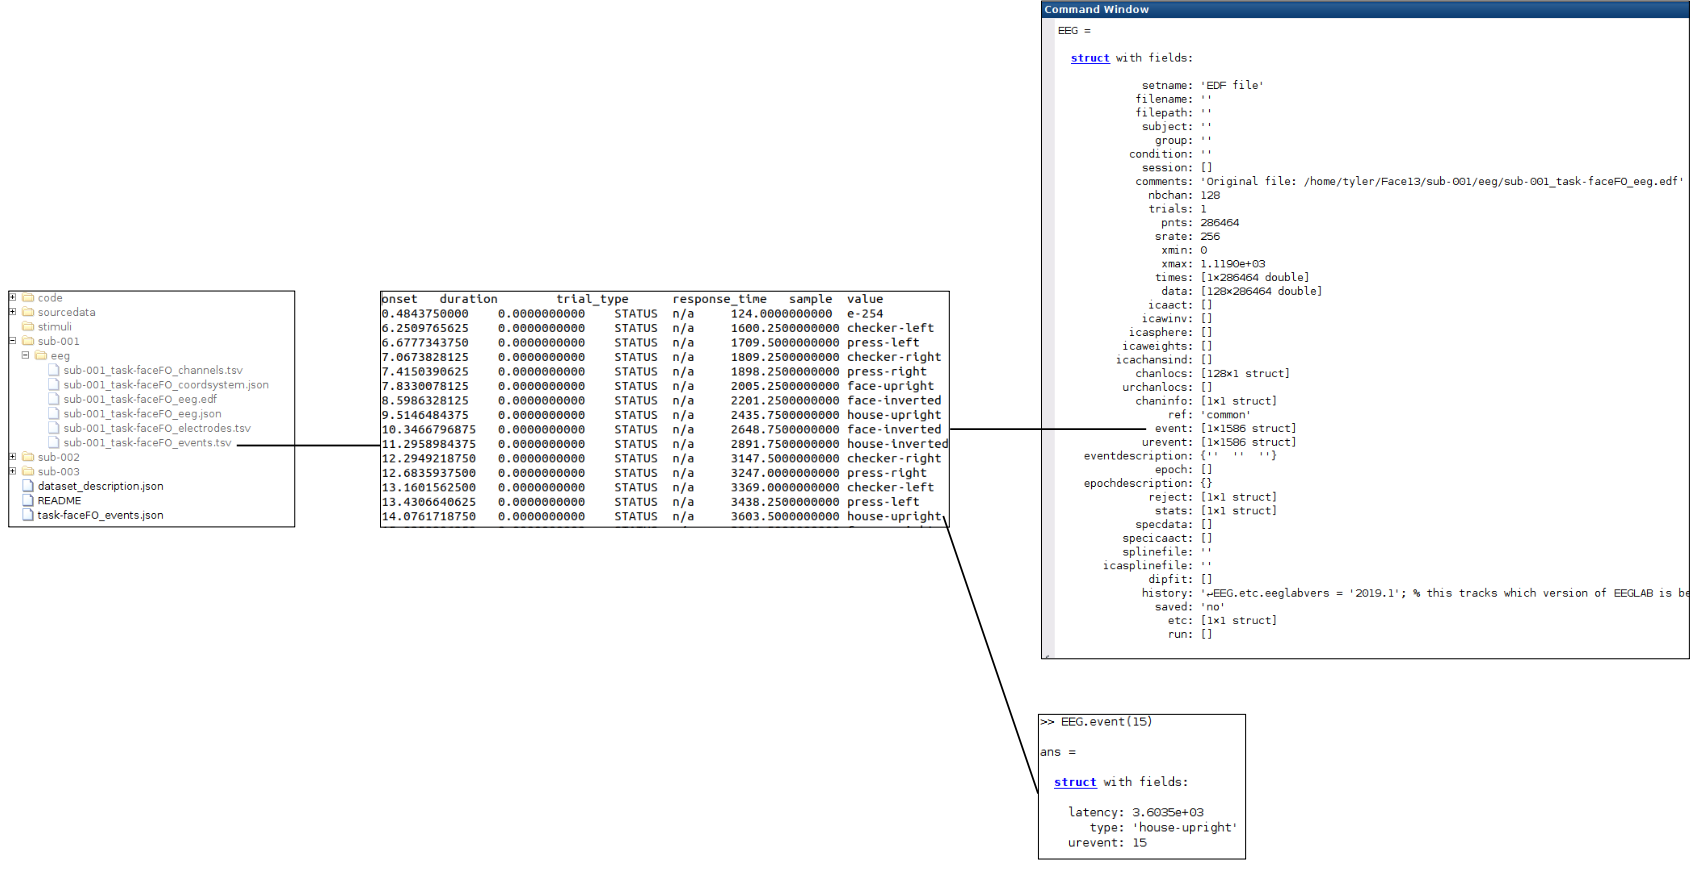 code
sourcedata
stimuli
sub-001
eeg
sub-001_task-faceFO_channels.tsv
sub-001_task-faceFO_coordsystem.json
sub-001_task-faceFO_eeg.edf
sub-001_task-faceFO_eeg.json
sub-001_task-faceFO_electrodes.tsv
sub-001_task-faceFO_events.tsv
sub-002
sub-003
dataset_description.json
README
task-faceFO_events.json
onset duration trial_type response_time sample value
0.4843750000 0.0000000000 STATUS n/a 124.0000000000 e-254
6.2509765625 0.0000000000 STATUS n/a 1600.2500000000 checker-left
6.6777343750 0.0000000000 STATUS n/a 1709.5000000000 press-left
7.0673828125 0.0000000000 STATUS n/a 1809.2500000000 checker-right
7.4150390625 0.0000000000 STATUS n/a 1898.2500000000 press-right
7.8330078125 0.0000000000 STATUS n/a 2005.2500000000 face-upright
8.5986328125 0.0000000000 STATUS n/a 2201.2500000000 face-inverted
9.5146484375 0.0000000000 STATUS n/a 2435.7500000000 house-upright
10.3466796875 0.0000000000 STATUS n/a 2648.7500000000 face-inverted
11.2958984375 0.0000000000 STATUS n/a 2891.7500000000 house-inverted
12.2949218750 0.0000000000 STATUS n/a 3147.5000000000 checker-right
12.6835937500 0.0000000000 STATUS n/a 3247.0000000000 press-right
13.1601562500 0.0000000000 STATUS n/a 3369.0000000000 checker-left
13.4306640625 0.0000000000 STATUS n/a 3438.2500000000 press-left
14.0761718750 0.0000000000 STATUS n/a 3603.5000000000 house-upright
Command Window
EEG =
struct with fields:
setname: 'EDF file'
filename: ''
filepath: ''
subject: ''
group: ''
condition: ''
session: []
comments: 'Original file: /home/tyler/Face13/sub-001/eeg/sub-001_task-faceFO_eeg.edf'
nbchan: 128
trials: 1
pnts: 286464
srate: 256
xmin: 0
xmax: 1.1190e+03
times: [1×286464 double]
data: [128×286464 double]
icaact: []
icawinv: []
icasphere: []
icaweights: []
icachansind: []
chanlocs: [128×1 struct]
urchanlocs: []
chaninfo: [1×1 struct]
ref: 'common'
event: [1×1586 struct]
urevent: [1×1586 struct]
eventdescription: {'' '' ''}
epoch: []
epochdescription: {}
reject: [1×1 struct]
stats: [1×1 struct]
specdata: []
specicaact: []
splinefile: ''
icasplinefile: ''
dipfit: []
history: '↵EEG.etc.eeglabvers = '2019.1'; % this tracks which version of EEGLAB is be
saved: 'no'
etc: [1×1 struct]
run: []
>> EEG.event(15)
ans =
struct with fields:
latency: 3.6035e+03
type: 'house-upright'
urevent: 15